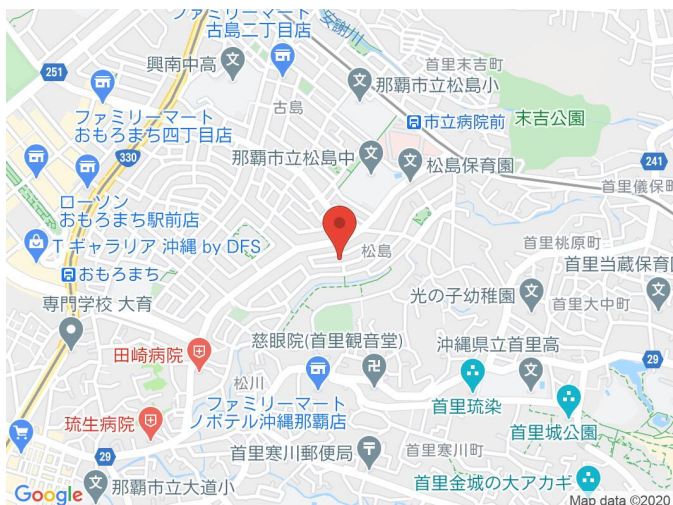 ファミリーマート
古島二丁目店
興南中高
安謝川
首里末吉町
251
那覇市立松島小
古島
ファミリーマート
おもろまち四丁目店
市立病院前
末吉公園
330
那覇市立松島中
松島保育園
241
首里儀保町
ローソン
おもろまち駅前店
T ギャラリア 沖縄 by DFS
松島
首里桃原町
おもろまち
首里当蔵保育園
専門学校 大育
光の子幼稚園
首里大中町
田崎病院
慈眼院(首里観音堂)
沖縄県立首里高
29
松川
ファミリーマート
ノボテル沖縄那覇店
首里琉染
首里城公園
琉生病院
首里寒川郵便局
首里寒川町
29
那覇市立大道小
首里金城の大アカギ
Google
Map data ©2020